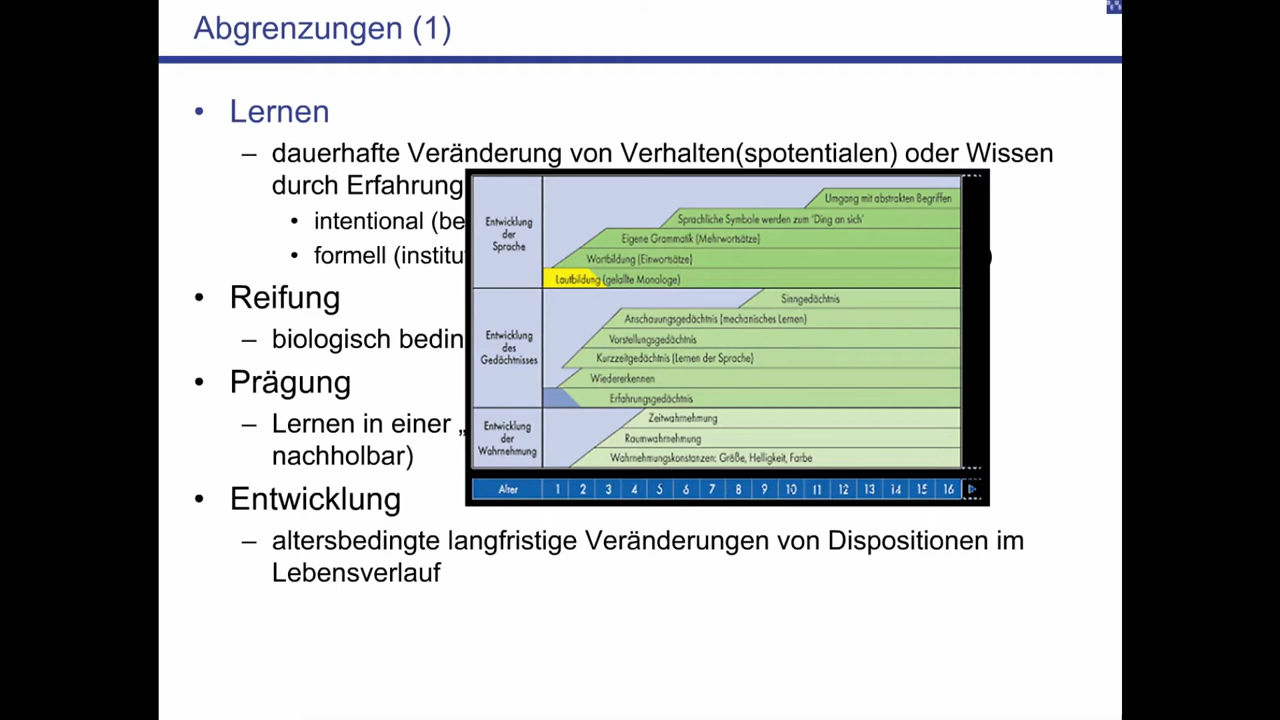 Abgrenzungen (1)
• Lernen
– dauerhafte Veränderung von Verhalten(spotentialen) oder Wissen
durch Erfahrung
• intentional (be
• formell (institu
)
• Reifung
– biologisch bedin
• Prägung
– Lernen in einer „
nachholbar)
• Entwicklung
– altersbedingte langfristige Veränderungen von Dispositionen im
Lebensverlauf
Entwicklung
der
Sprache
Umgang mit abstrakten Begriffen
Sprachliche Symbole werden zum 'Ding an sich'
Eigene Grammatik (Mehrwortsätze)
Wortbildung (Einwortsätze)
Lautbildung (gelallte Monologe)
Entwicklung
des
Gedächtnisses
Sinngedächtnis
Anschauungsgedächtnis (mechanisches Lernen)
Vorstellungsgedächtnis
Kurzzeitgedächtnis (Lernen der Sprache)
Wiedererkennen
Erfahrungsgedächtnis
Entwicklung
der
Wahrnehmung
Zeitwahrnehmung
Raumwahrnehmung
Wahrnehmungskonstanzen: Größe, Helligkeit, Farbe
Alter 1 2 3 4 5 6 7 8 9 10 11 12 13 14 15 16